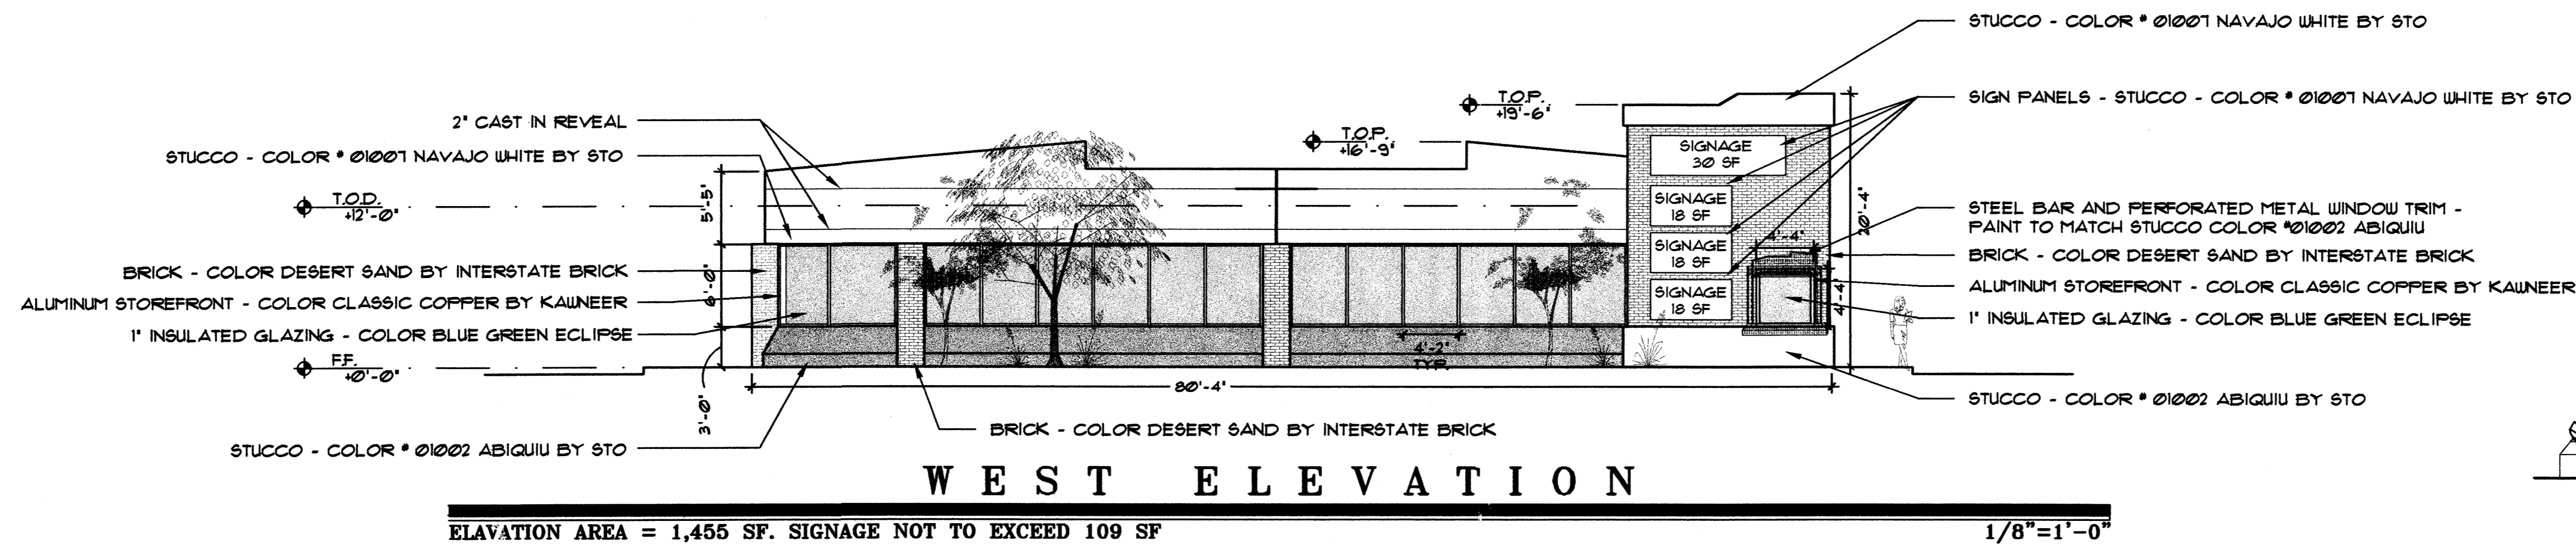 STUCCO - COLOR # 01007 NAVAJO WHITE BY STO
SIGN PANELS - STUCCO - COLOR # 01007 NAVAJO WHITE BY STO
T.O.P.
+19'-6"
2" CAST IN REVEAL
T.O.P.
+16'-9"
STUCCO - COLOR # 01007 NAVAJO WHITE BY STO
SIGNAGE
30 SF
T.O.D.
+12'-0"
5'-5"
SIGNAGE
18 SF
20'-4"
STEEL BAR AND PERFORATED METAL WINDOW TRIM -
PAINT TO MATCH STUCCO COLOR #01002 ABIQUIU
4'-4"
SIGNAGE
18 SF
BRICK - COLOR DESERT SAND BY INTERSTATE BRICK
BRICK - COLOR DESERT SAND BY INTERSTATE BRICK
6'-0"
ALUMINUM STOREFRONT - COLOR CLASSIC COPPER BY KAWNEER
SIGNAGE
18 SF
4'-4"
ALUMINUM STOREFRONT - COLOR CLASSIC COPPER BY KAWNEER
1" INSULATED GLAZING - COLOR BLUE GREEN ECLIPSE
1" INSULATED GLAZING - COLOR BLUE GREEN ECLIPSE
4'-2"
TYP.
F.F.
+0'-0"
80'-4"
3'-0"
STUCCO - COLOR # 01002 ABIQUIU BY STO
BRICK - COLOR DESERT SAND BY INTERSTATE BRICK
STUCCO - COLOR # 01002 ABIQUIU BY STO
WEST ELEVATION
ELAVATION AREA = 1,455 SF. SIGNAGE NOT TO EXCEED 109 SF
1/8"=1'-0"